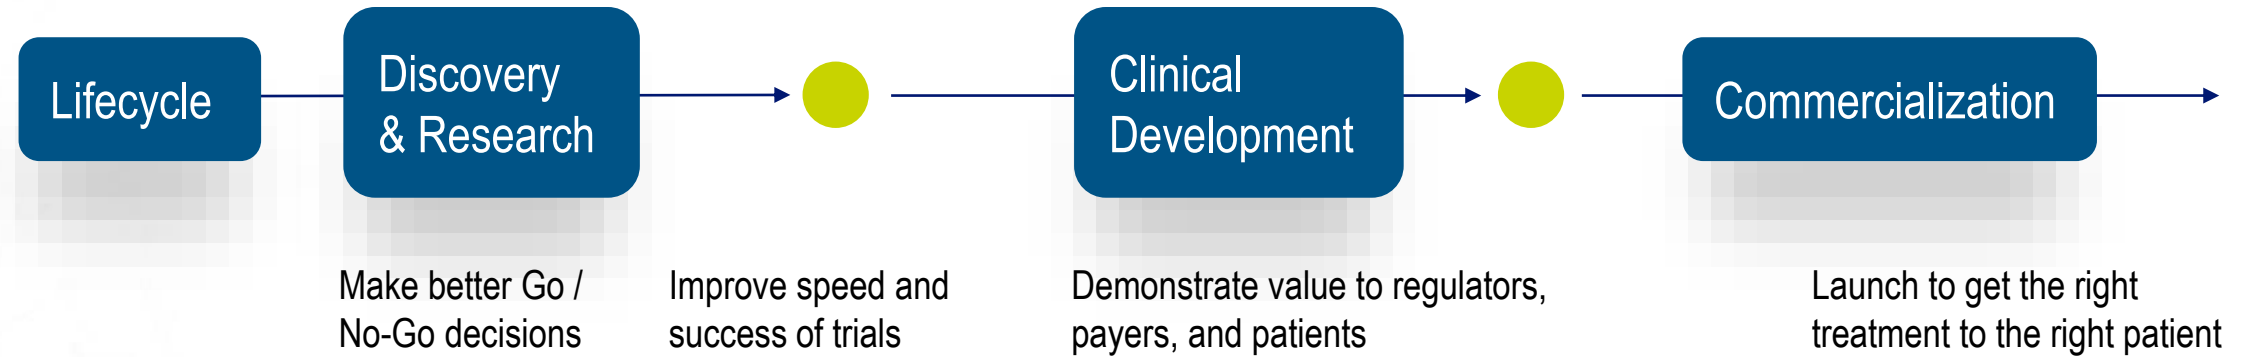 Lifecycle
Discovery
& Research
Clinical
Development
Commercialization
Make better Go /
No-Go decisions
Improve speed and
success of trials
Demonstrate value to regulators,
payers, and patients
Launch to get the right
treatment to the right patient